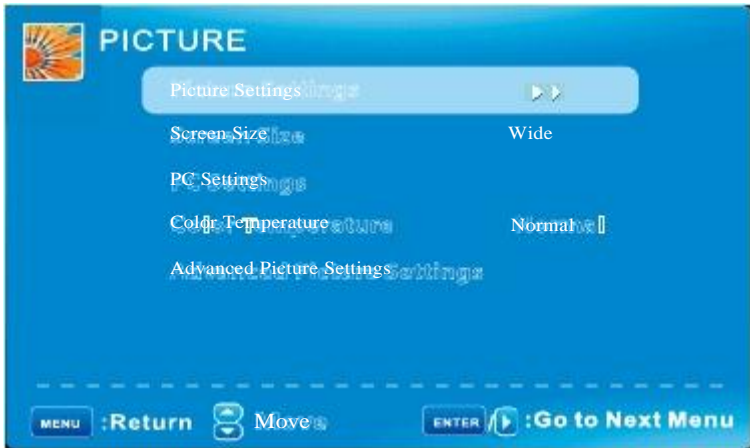 PICTURE
Picture Settings
Screen Size Wide
PC Settings
Color Temperature Normal
Advanced Picture Settings
MENU :Return Move ENTER / :Go to Next Menu